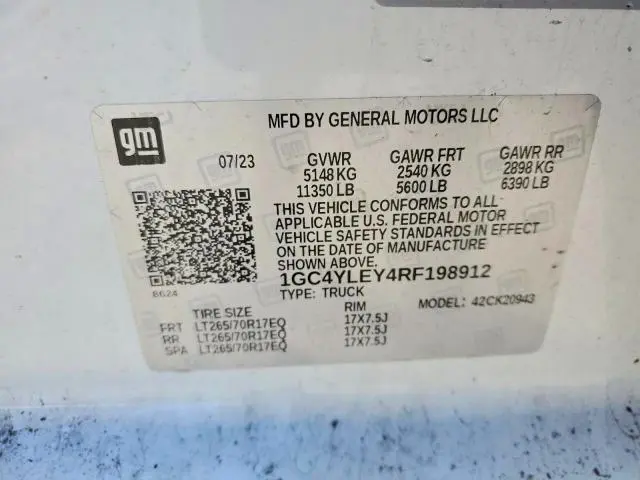 gm
MFD BY GENERAL MOTORS LLC
07/23 GVWR GAWR FRT GAWR RR
5148 KG 2540 KG 2898 KG
11350 LB 5600 LB 6390 LB
THIS VEHICLE CONFORMS TO ALL
APPLICABLE U.S. FEDERAL MOTOR
VEHICLE SAFETY STANDARDS IN EFFECT
ON THE DATE OF MANUFACTURE
SHOWN ABOVE.
1GC4YLEY4RF198912
8624 TYPE: TRUCK MODEL: 42CK20943
TIRE SIZE RIM
FRT LT265/70R17EQ 17X7.5J
RR LT265/70R17EQ 17X7.5J
SPA LT265/70R17EQ 17X7.5J